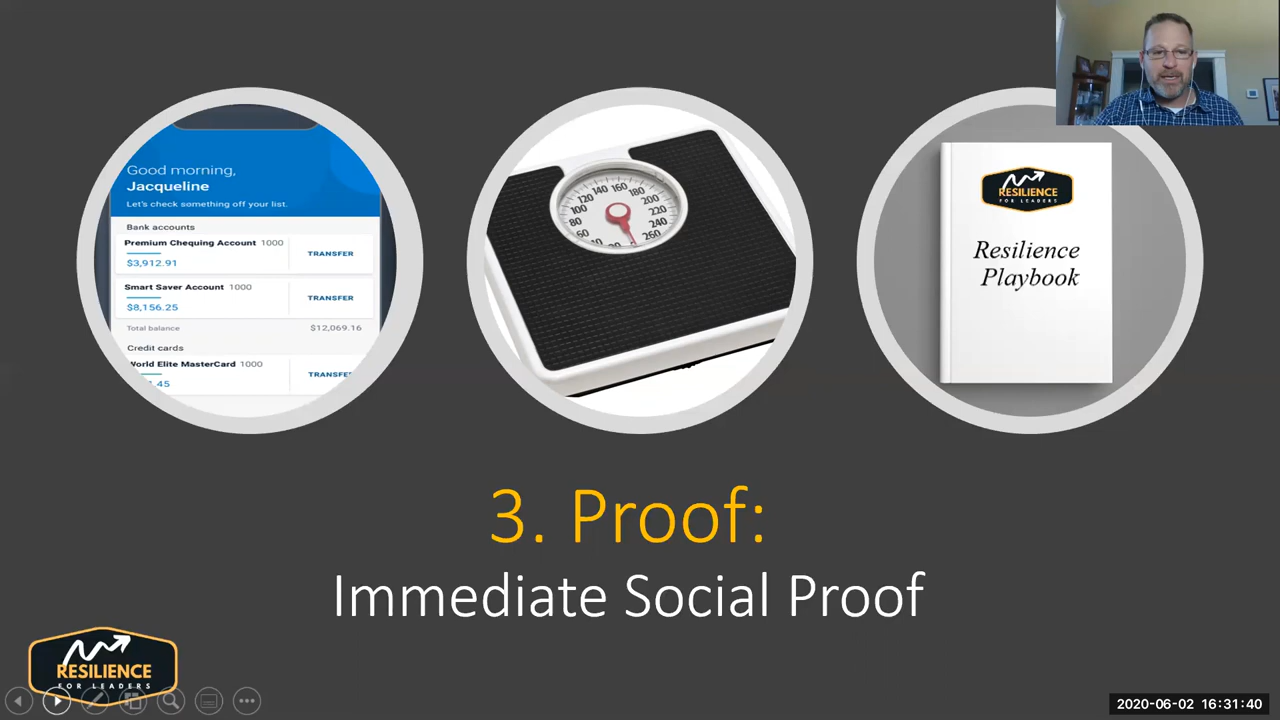 Good morning,
Jacqueline
Let's check something off your list.
Bank accounts
Premium Chequing Account 1000
$3,912.91
TRANSFER
Smart Saver Account 1000
$8,156.25
TRANSFER
Total balance $12,069.16
Credit cards
World Elite MasterCard 1000
.45
TRANSFER
60
80
100
120
140
160
180
200
220
240
260
RESILIENCE
FOR LEADERS
Resilience
Playbook
3. Proof:
Immediate Social Proof
RESILIENCE
FOR LEADERS
2020-06-02 16:31:40